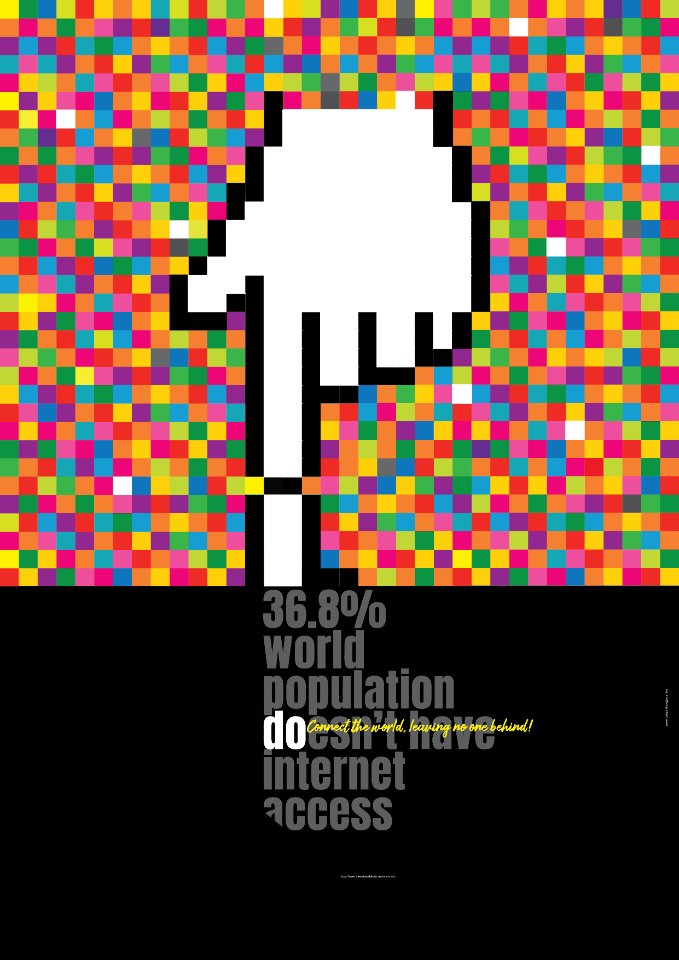 36.8%
world
population
doesn't have
Connect the world, leaving no one behind!
internet
access